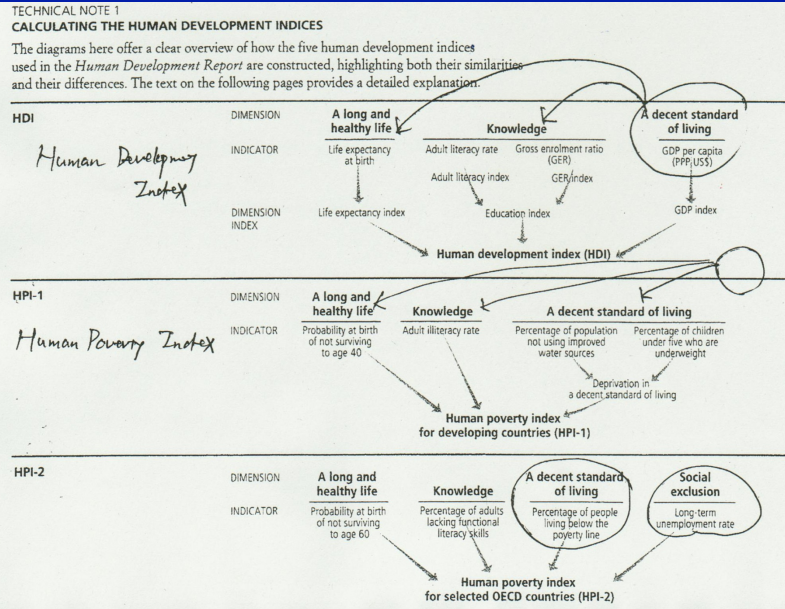 TECHNICAL NOTE 1
CALCULATING THE HUMAN DEVELOPMENT INDICES
The diagrams here offer a clear overview of how the five human development indices
used in the Human Development Report are constructed, highlighting both their similarities
and their differences. The text on the following pages provides a detailed explanation.
HDI
DIMENSION
A long and
healthy life
Knowledge
A decent standard
of living
Human
Index
INDICATOR
Life expectancy
at birth
Adult literacy rate
Gross enrolment ratio
(GER)
GDP per capita
(PPP US$)
Adult literacy index
GER index
DIMENSION
INDEX
Life expectancy index
Education index
GDP index
Human development index (HDI)
HPI-1
DIMENSION
A long and
healthy life
Knowledge
A decent standard of living
Human Poverty Index
INDICATOR
Probability at birth
of not surviving
to age 40
Adult illiteracy rate
Percentage of population
not using improved
water sources
Percentage of children
under five who are
underweight
Deprivation in
a decent standard of living
Human poverty index
for developing countries (HPI-1)
HPI-2
DIMENSION
A long and
healthy life
Knowledge
A decent standard
of living
Social
exclusion
INDICATOR
Probability at birth
of not surviving
to age 60
Percentage of adults
lacking functional
literacy skills
Percentage of people
living below the
poverty line
Long-term
unemployment rate
Human poverty index
for selected OECD countries (HPI-2)